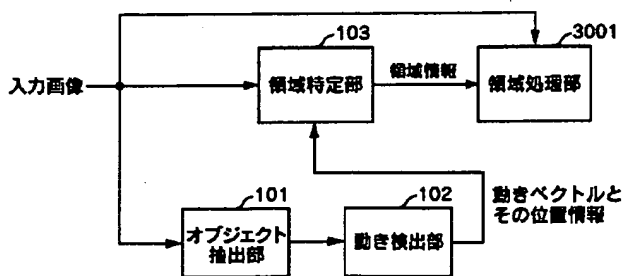 103
3001
入力画像
領域特定部
領域情報
領域処理部
101
102
動きベクトルと
その位置情報
オブジェクト
抽出部
動き検出部